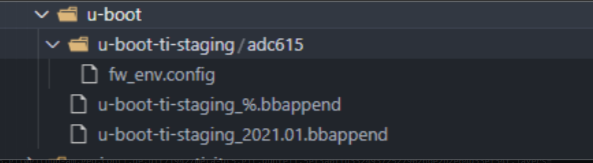 u-boot
u-boot-ti-staging / adc615
fw_env.config
u-boot-ti-staging_%.bbappend
u-boot-ti-staging_2021.01.bbappend